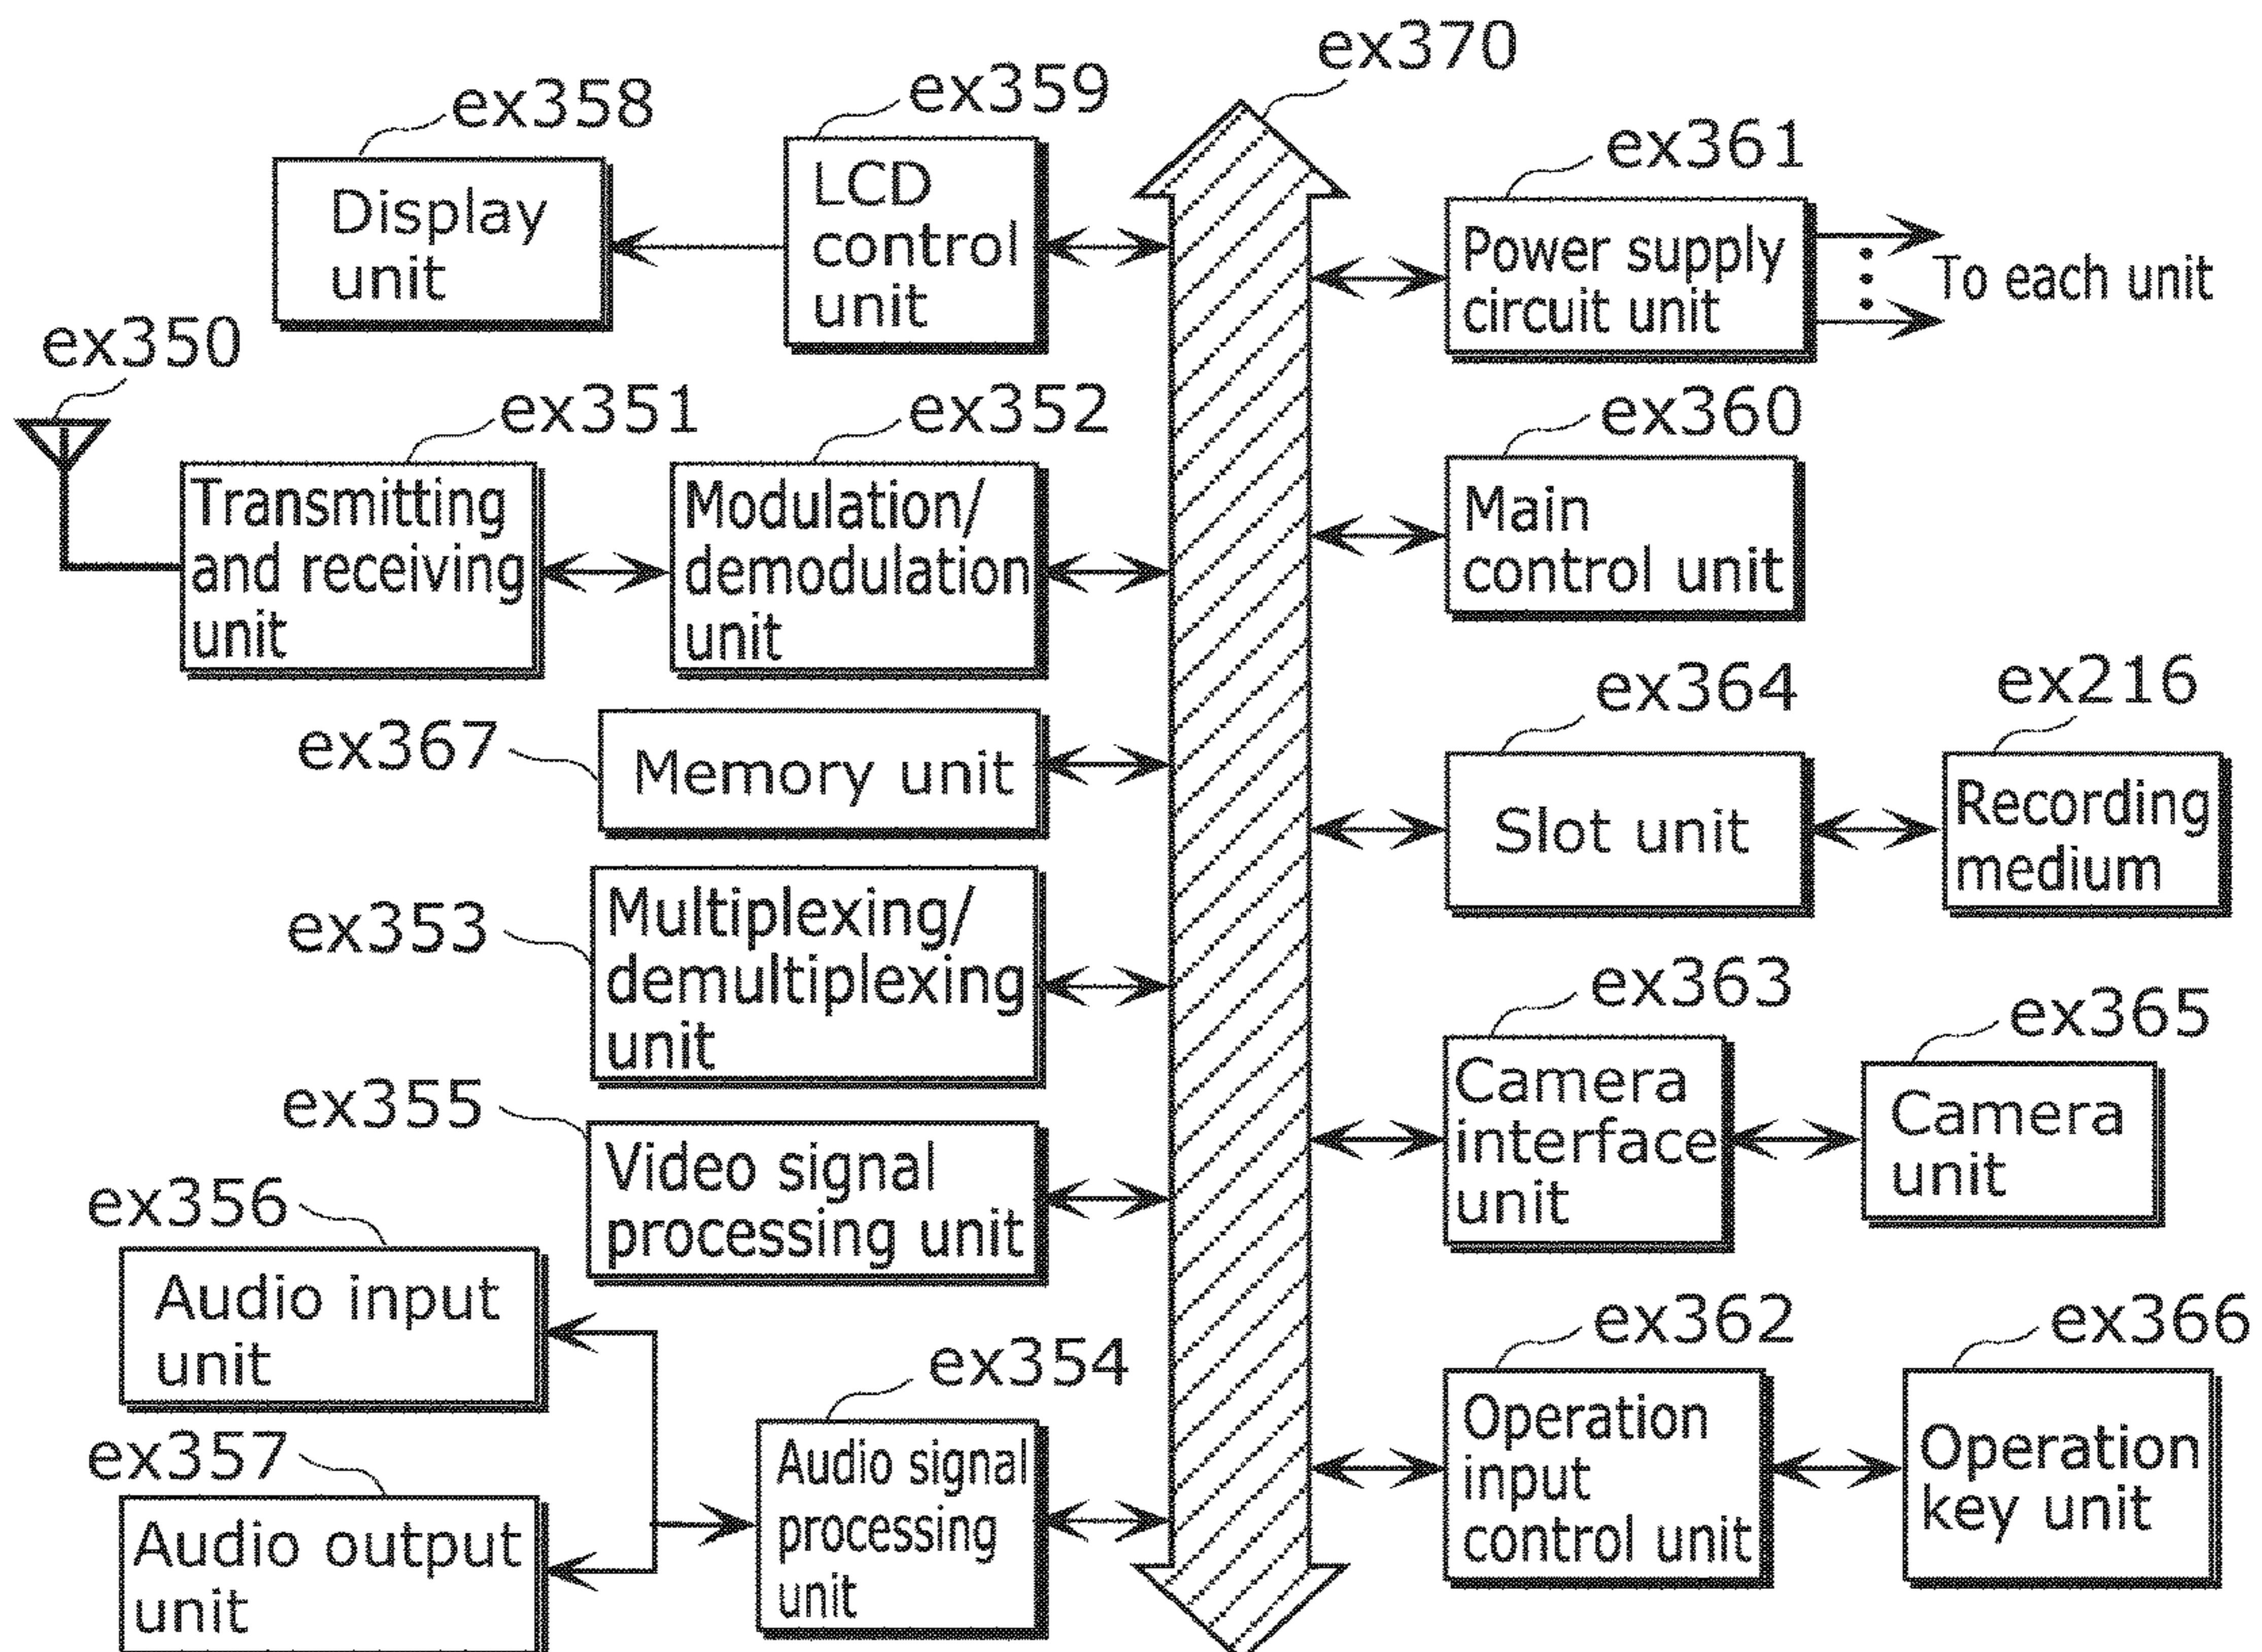 ex370
ex358
ex359
Display
unit
LCD
control
unit
ex361
Power supply
circuit unit
To each unit
ex350
ex351
ex352
Transmitting
and receiving
unit
Modulation/
demodulation
unit
ex360
Main
control unit
ex367
Memory unit
ex364
ex216
Slot unit
Recording
medium
ex353
Multiplexing/
demultiplexing
unit
ex363
ex365
Camera
interface
unit
Camera
unit
ex355
Video signal
processing unit
ex356
Audio input
unit
ex357
Audio output
unit
ex354
Audio signal
processing
unit
ex362
ex366
Operation
input
control unit
Operation
key unit